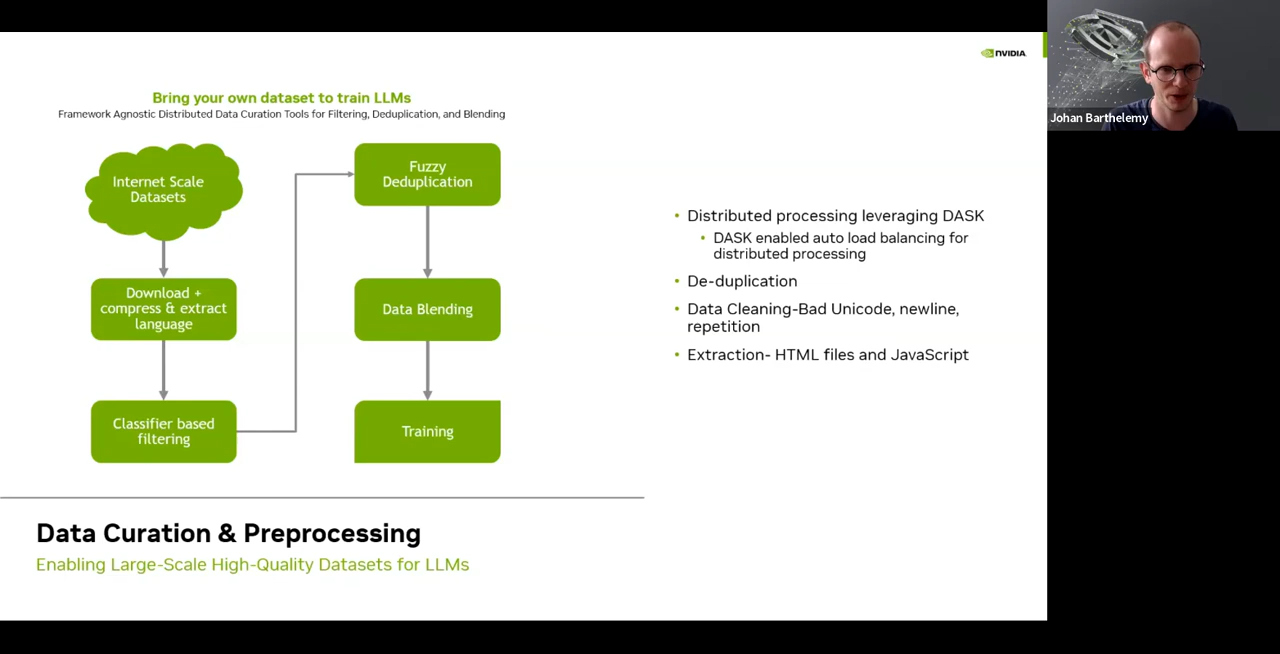 NVIDIA
Johan Barthelemy
Bring your own dataset to train LLMs
Framework Agnostic Distributed Data Curation Tools for Filtering, Deduplication, and Blending
Internet Scale
Datasets
Download +
compress & extract
language
Classifier based
filtering
Fuzzy
Deduplication
Data Blending
Training
• Distributed processing leveraging DASK
• DASK enabled auto load balancing for
distributed processing
• De-duplication
• Data Cleaning-Bad Unicode, newline,
repetition
• Extraction- HTML files and JavaScript
Data Curation & Preprocessing
Enabling Large-Scale High-Quality Datasets for LLMs